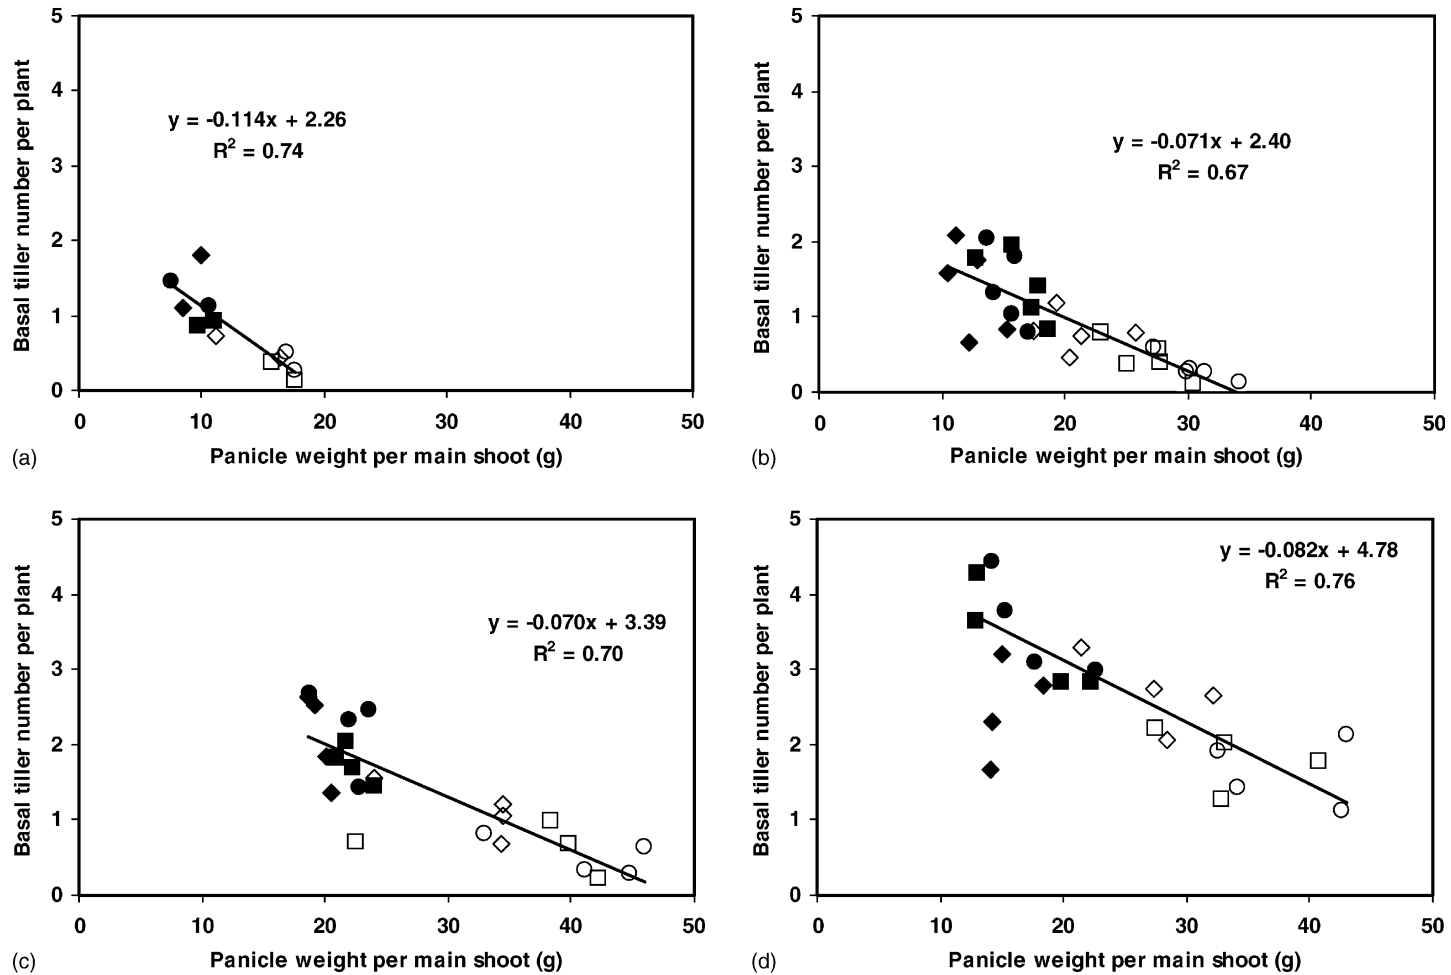 5
4
3
2
1
0
Basal tiller number per plant
y = -0.114x + 2.26
R² = 0.74
0 10 20 30 40 50
(a) Panicle weight per main shoot (g)
5
4
3
2
1
0
Basal tiller number per plant
y = -0.071x + 2.40
R² = 0.67
0 10 20 30 40 50
(b) Panicle weight per main shoot (g)
5
4
3
2
1
0
Basal tiller number per plant
y = -0.070x + 3.39
R² = 0.70
0 10 20 30 40 50
(c) Panicle weight per main shoot (g)
5
4
3
2
1
0
Basal tiller number per plant
y = -0.082x + 4.78
R² = 0.76
0 10 20 30 40 50
(d) Panicle weight per main shoot (g)